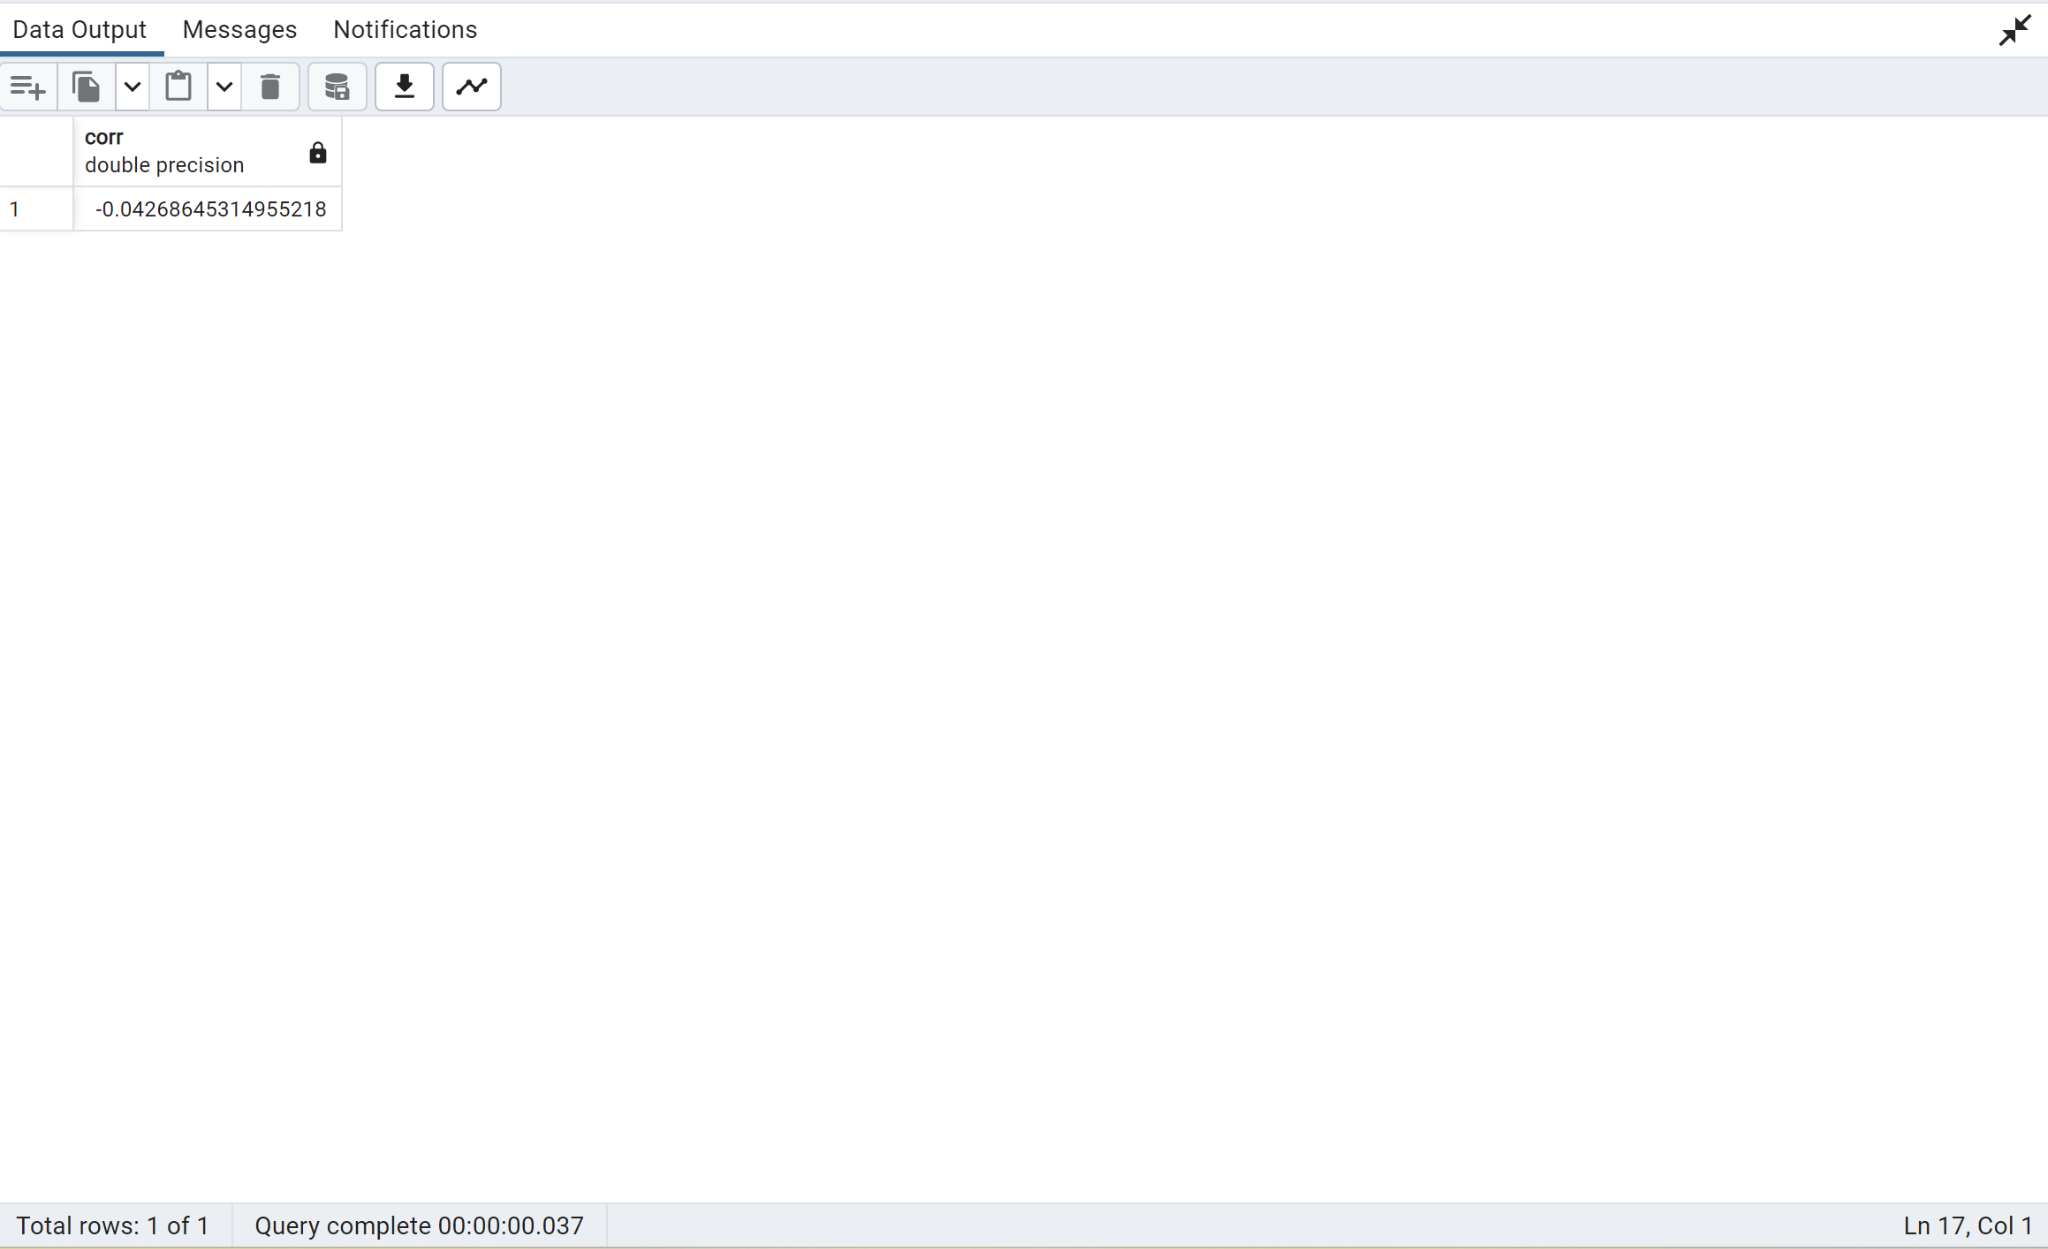 Data Output Messages Notifications
corr
double precision
1 -0.04268645314955218
Total rows: 1 of 1 Query complete 00:00:00.037 Ln 17, Col 1